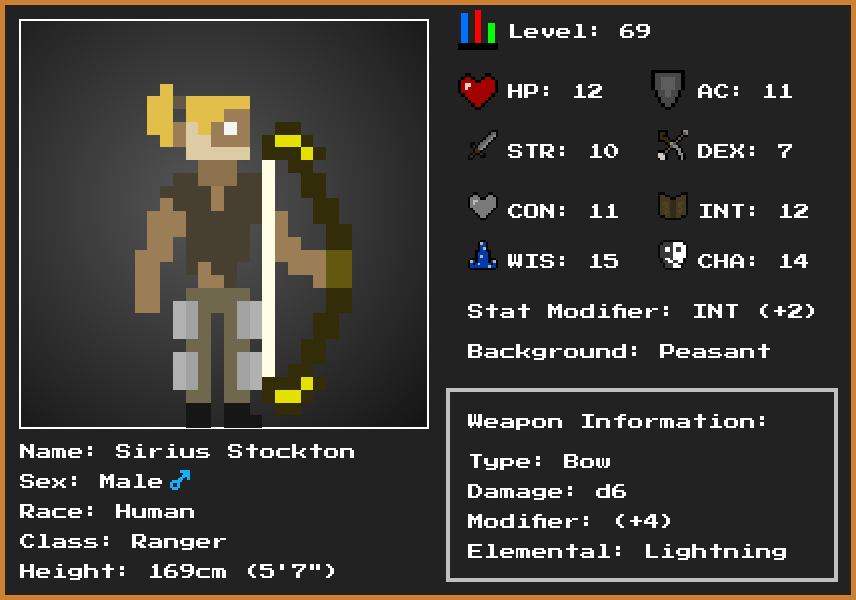 Level: 69
HP: 12
AC: 11
STR: 10
DEX: 7
CON: 11
INT: 12
WIS: 15
CHA: 14
Stat Modifier: INT (+2)
Background: Peasant
Weapon Information:
Type: Bow
Damage: d6
Modifier: (+4)
Elemental: Lightning
Name: Sirius Stockton
Sex: Male♂
Race: Human
Class: Ranger
Height: 169cm (5'7")